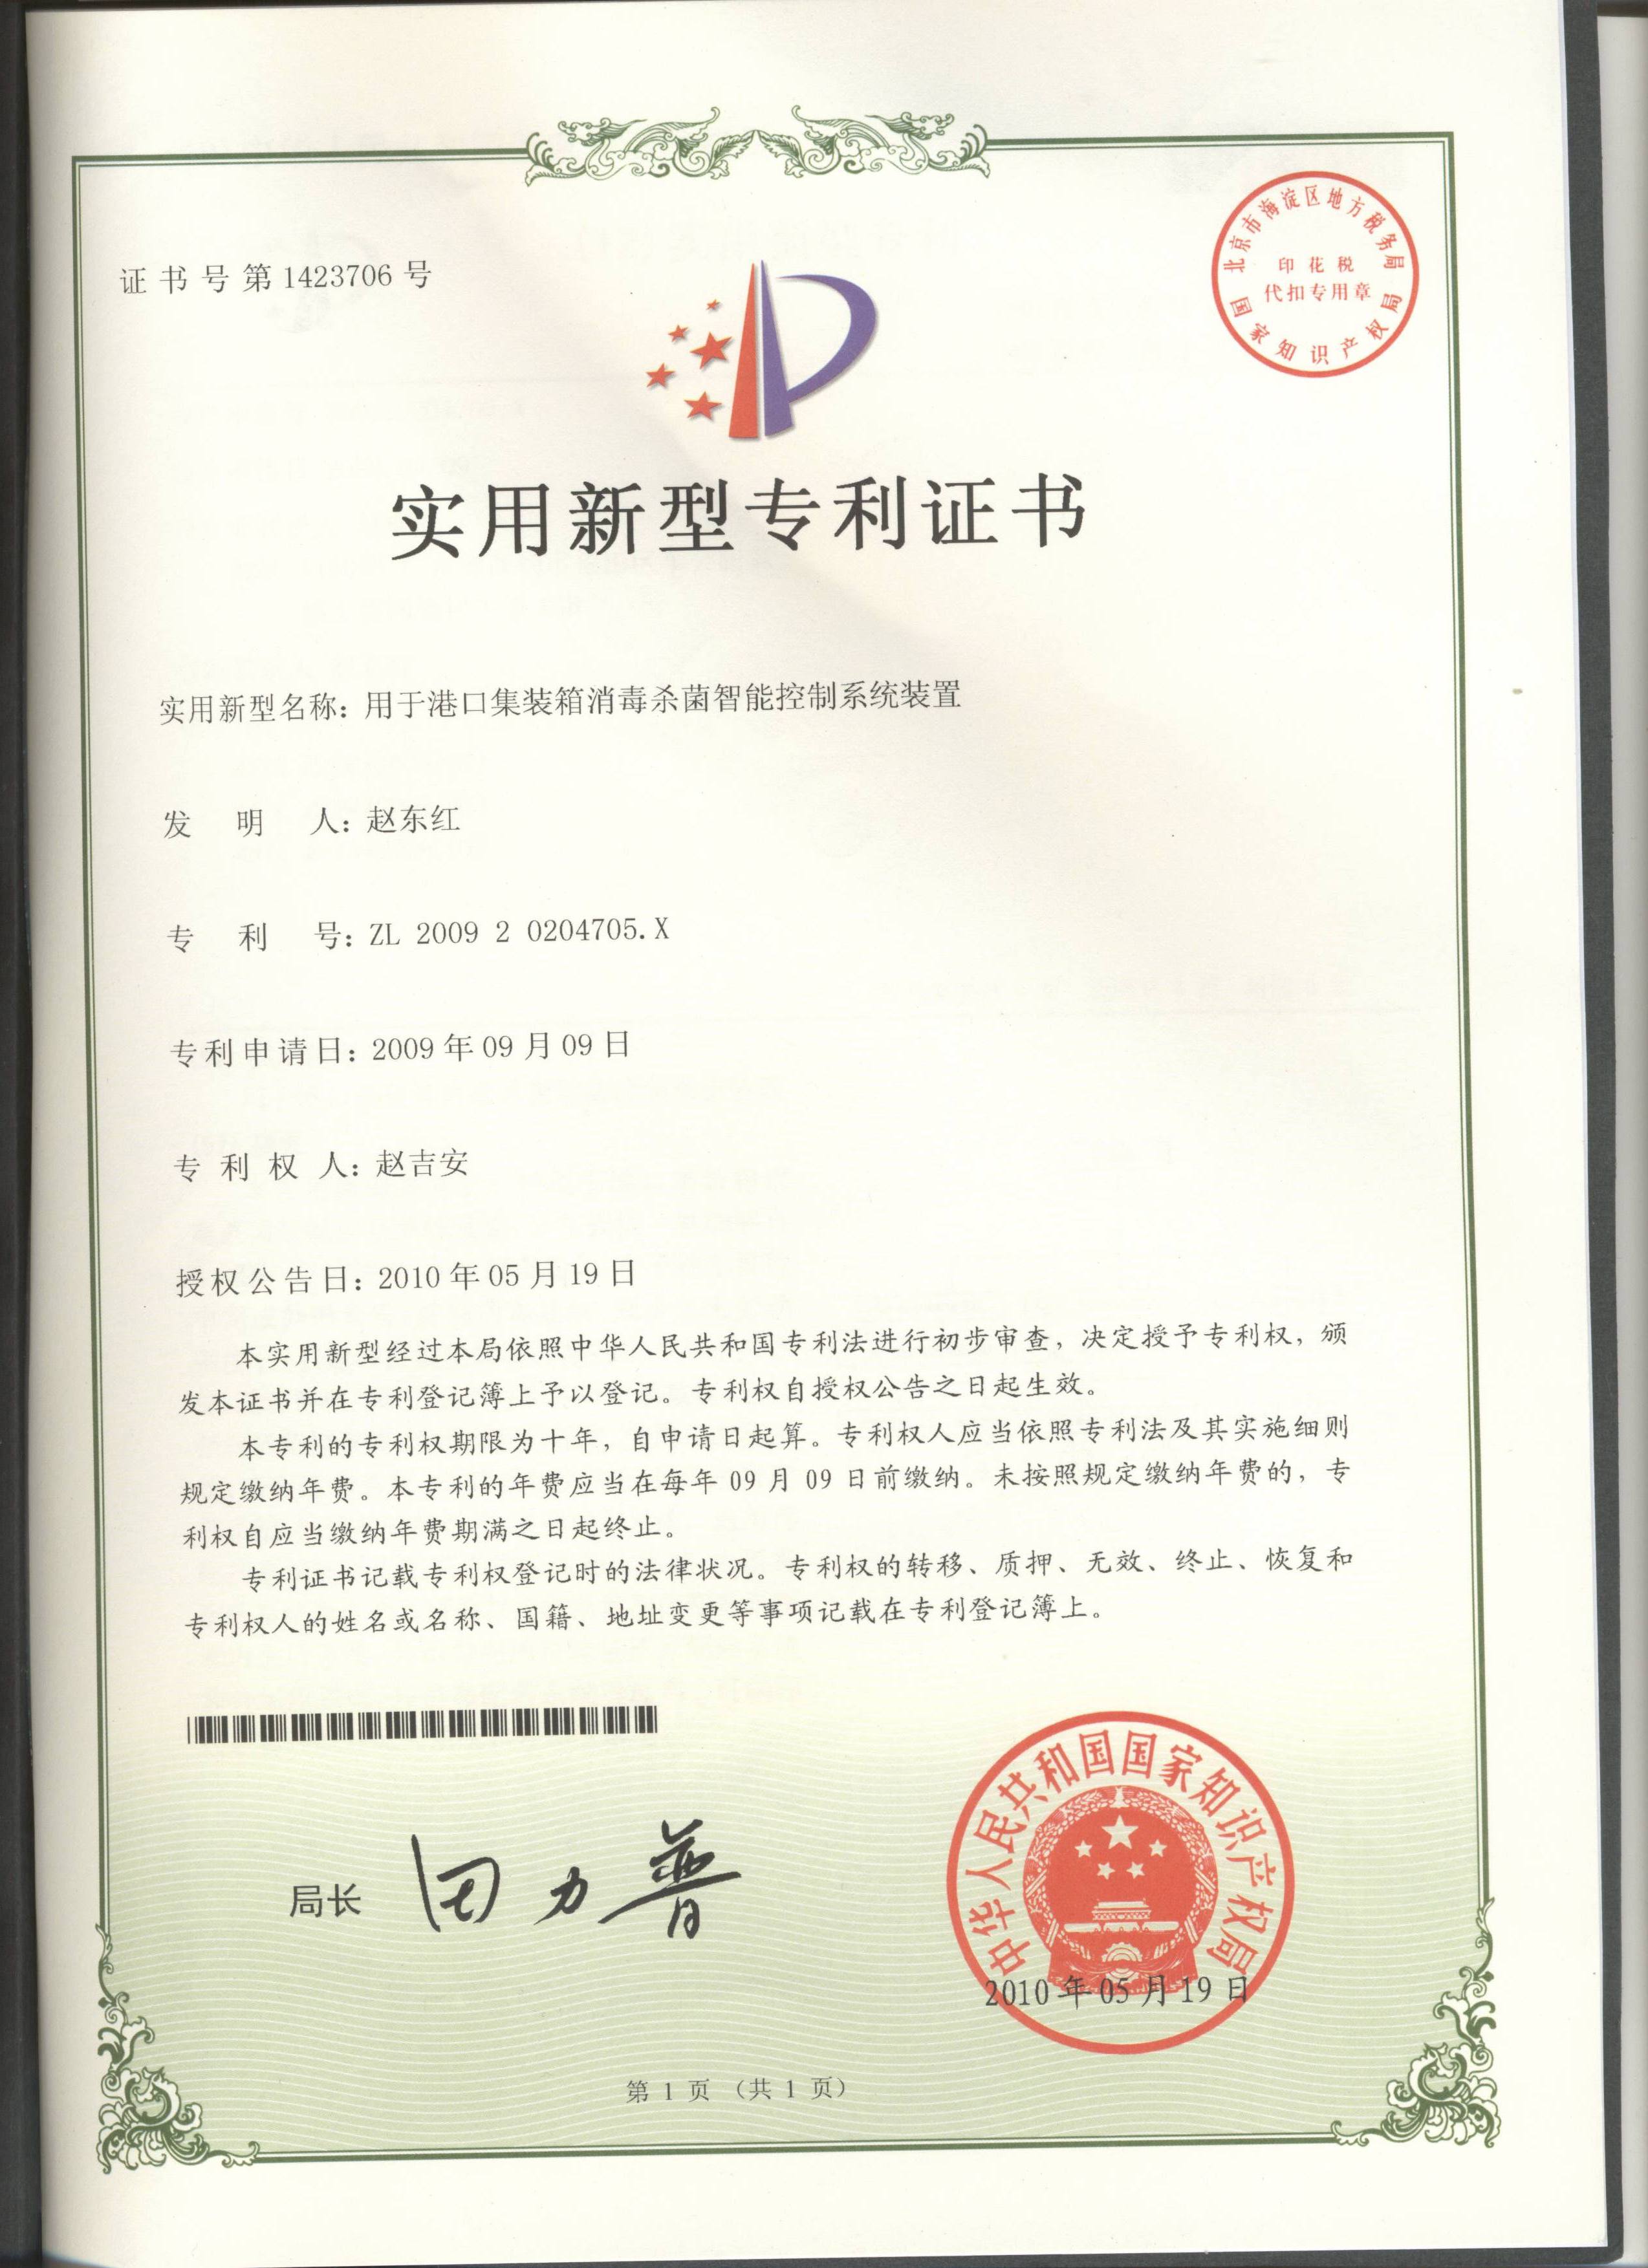 证书号第1423706号
北京市海淀区地方税务局
印花税
代扣专用章
国家知识产权局
实用新型专利证书
实用新型名称：用于港口集装箱消毒杀菌智能控制系统装置
发明人：赵东红
专利号：ZL 2009 2 0204705.X
专利申请日：2009年09月09日
专利权人：赵吉安
授权公告日：2010年05月19日
本实用新型经过本局依照中华人民共和国专利法进行初步审查，决定授予专利权，颁
发本证书并在专利登记簿上予以登记。专利权自授权公告之日起生效。
本专利的专利权期限为十年，自申请日起算。专利权人应当依照专利法及其实施细则
规定缴纳年费。本专利的年费应当在每年09月09日前缴纳。未按照规定缴纳年费的，专
利权自应当缴纳年费期满之日起终止。
专利证书记载专利权登记时的法律状况。专利权的转移、质押、无效、终止、恢复和
专利权人的姓名或名称、国籍、地址变更等事项记载在专利登记簿上。
局长 田力普
中华人民共和国国家知识产权局
2010年05月19日
第1页（共1页）